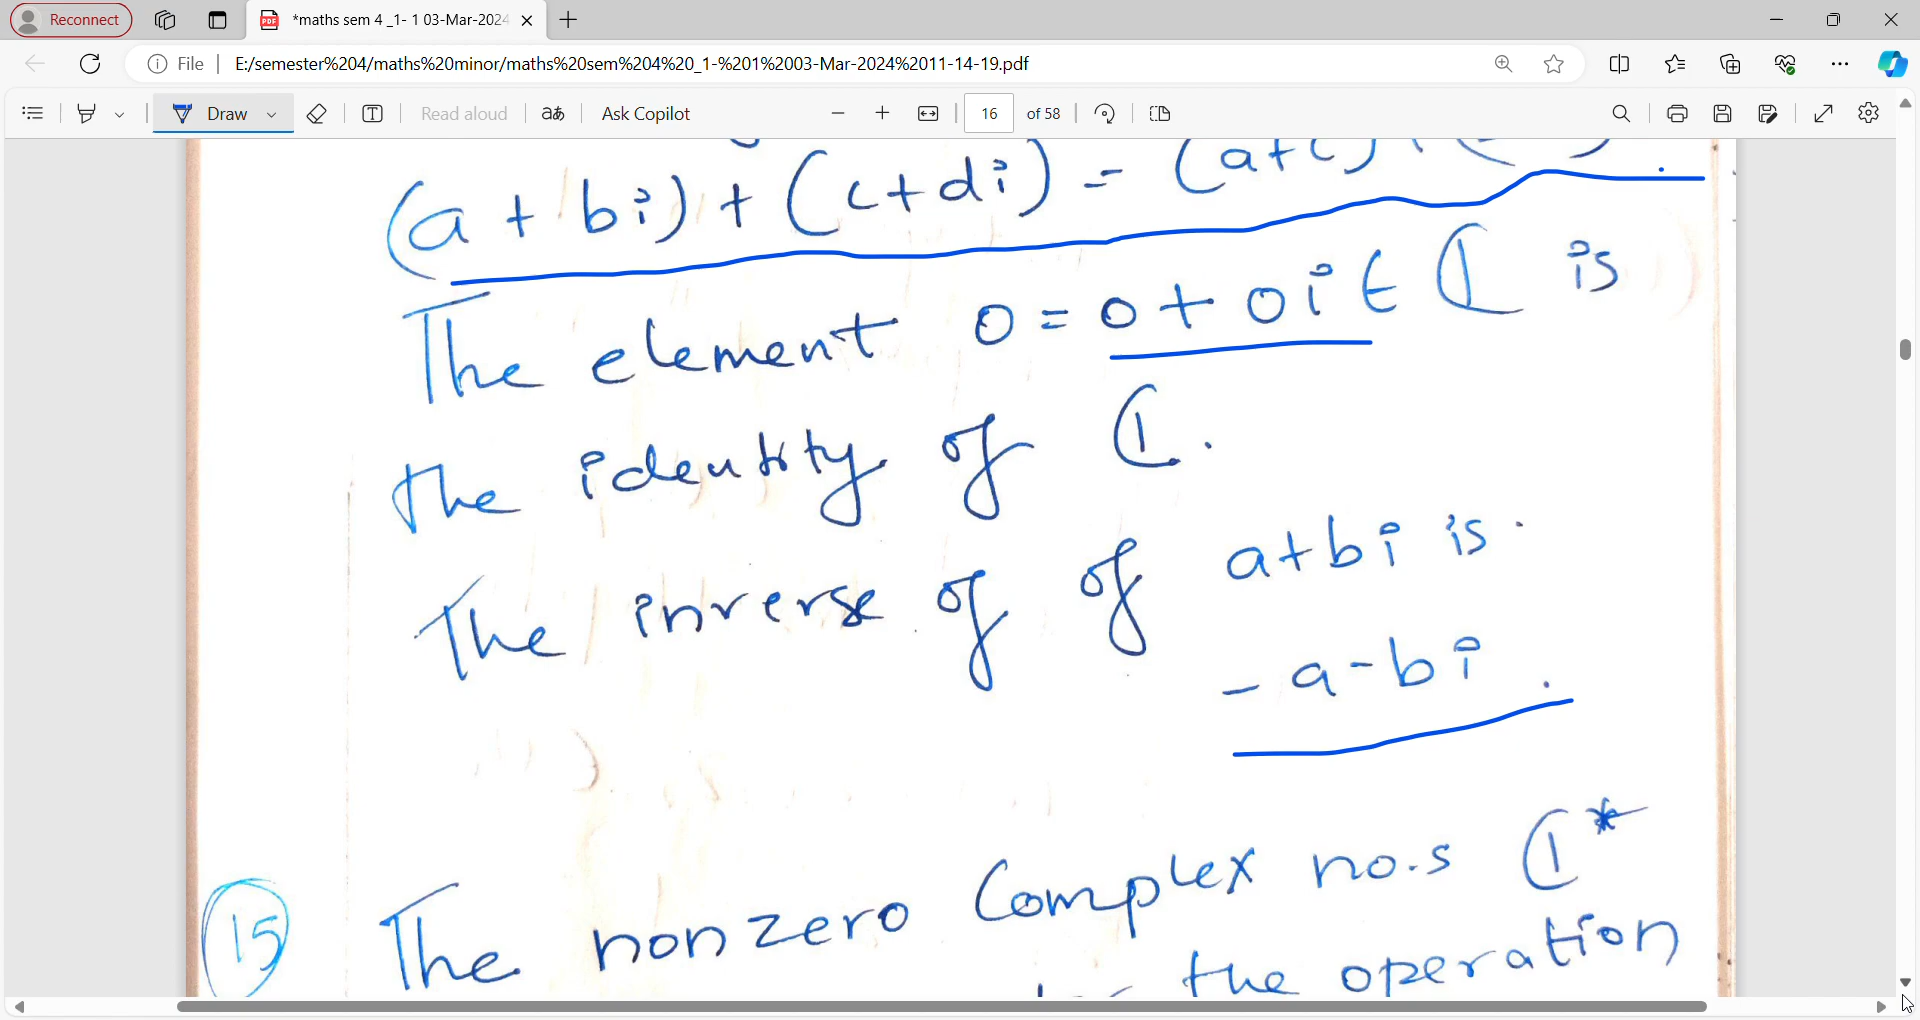 Reconnect
*maths sem 4 _1- 1 03-Mar-2024
File
E:/semester%204/maths%20minor/maths%20sem%204%20_1-%201%2003-Mar-2024%2011-14-19.pdf
Draw
Read aloud
aあ
Ask Copilot
16 of 58
(a + bi) + (c+di) = (a+c)
The element 0 = 0 + 0i ∈ ℂ is
the identity of ℂ.
The inverse of of a+bi is.
- a-bi.
15 The nonzero Complex no.s ℂ*
the operation